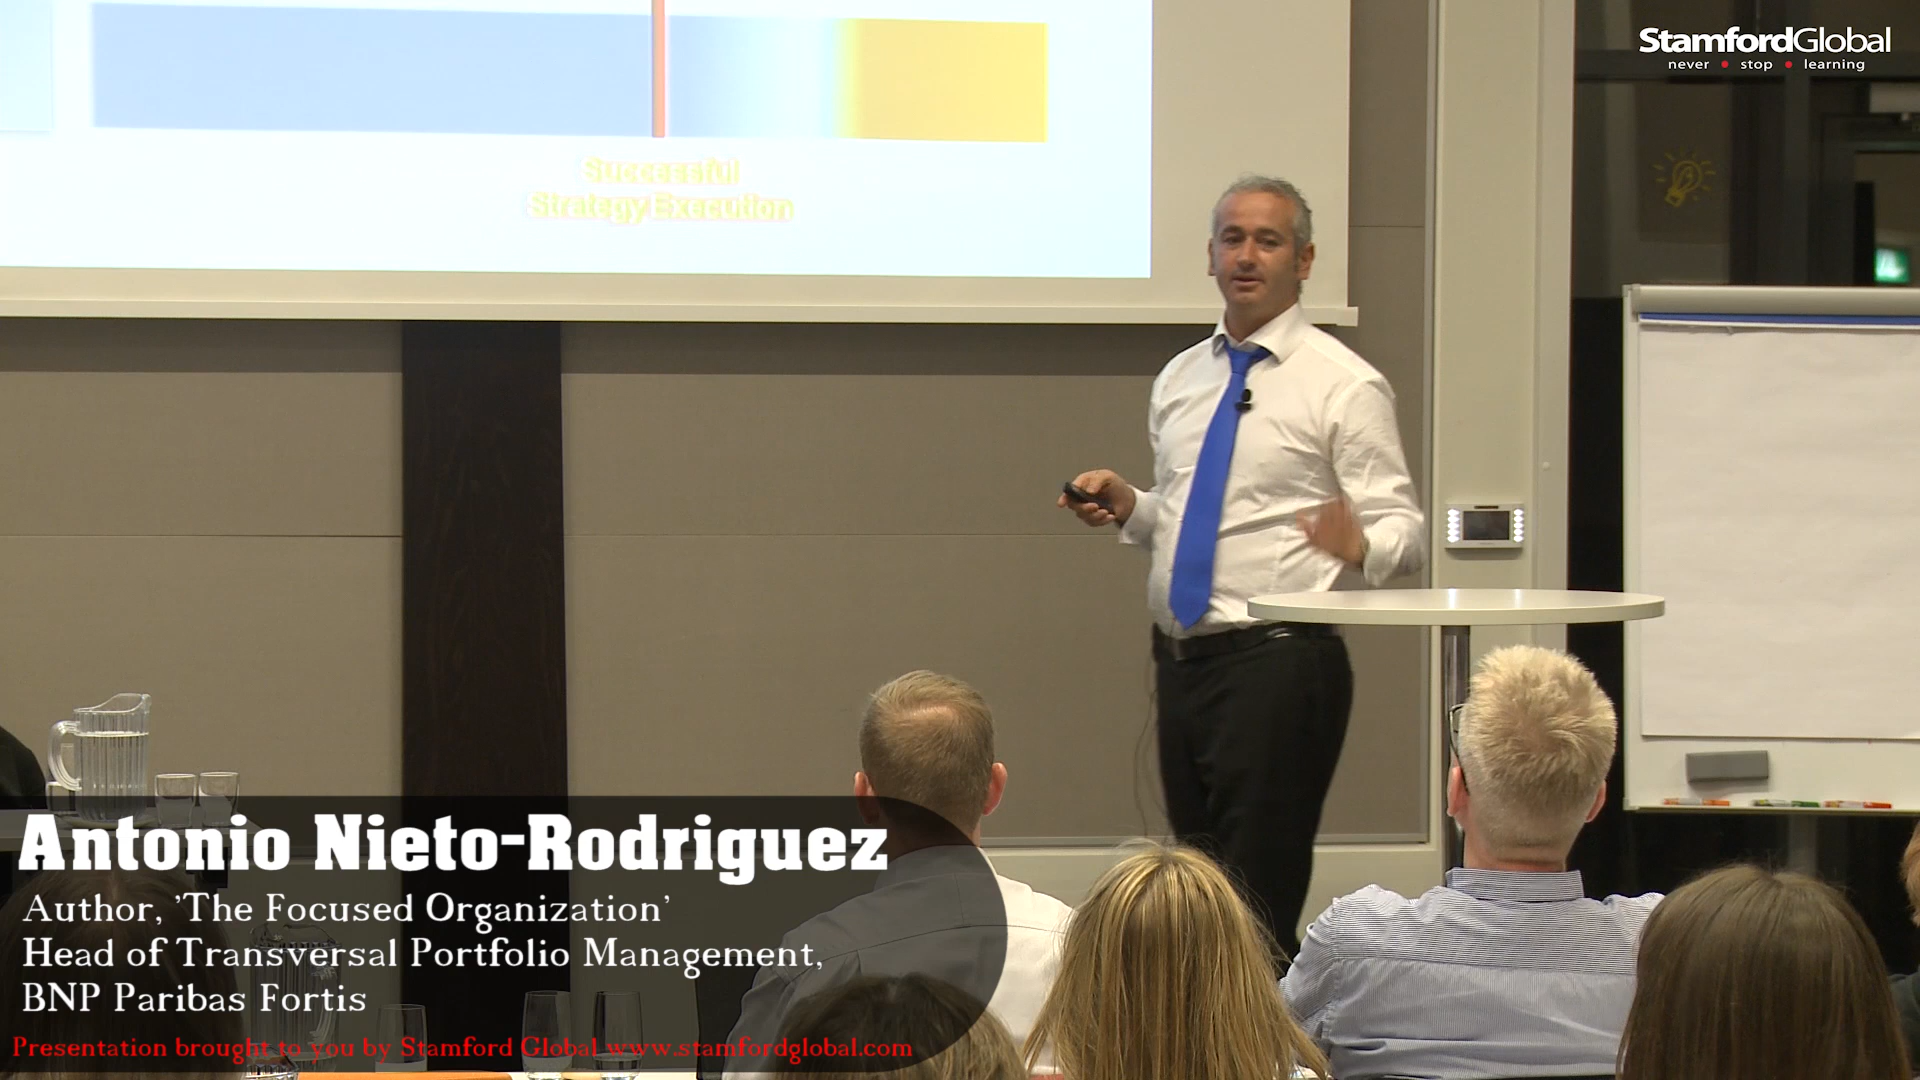 StamfordGlobal
never • stop • learning
Successful
Strategy Execution
Antonio Nieto-Rodriguez
Author, 'The Focused Organization'
Head of Transversal Portfolio Management,
BNP Paribas Fortis
Presentation brought to you by Stamford Global www.stamfordglobal.com